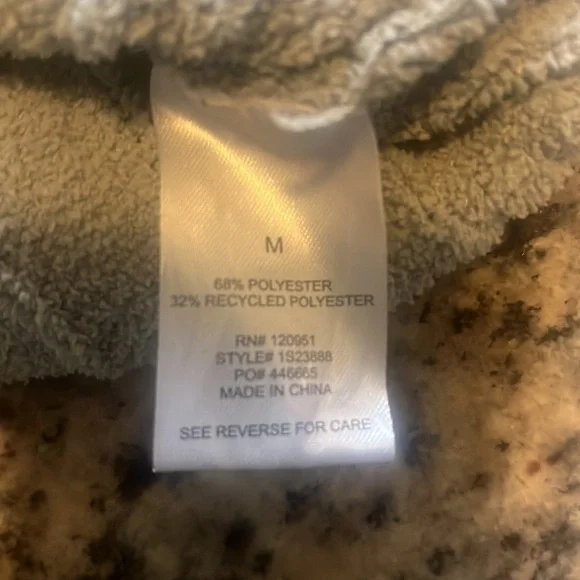 M
68% POLYESTER
32% RECYCLED POLYESTER
RN# 120951
STYLE# 1S23888
PO# 446665
MADE IN CHINA
SEE REVERSE FOR CARE